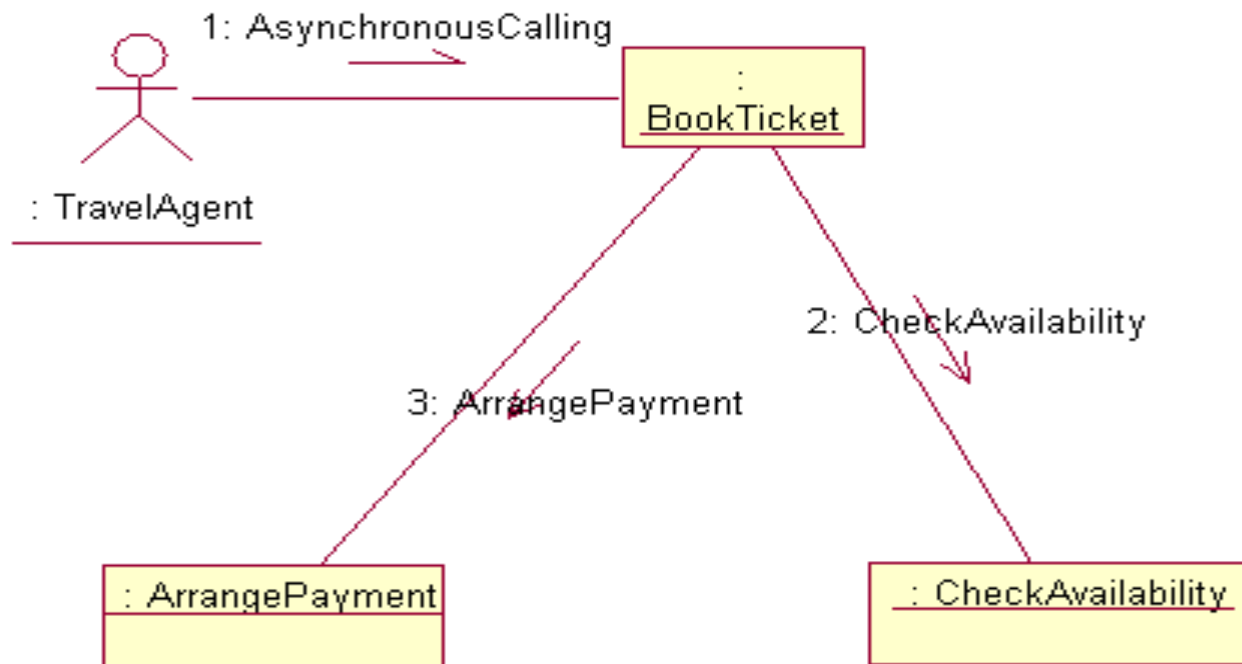 1: AsynchronousCalling
:
BookTicket
: TravelAgent
2: CheckAvailability
3: ArrangePayment
: ArrangePayment
: CheckAvailability